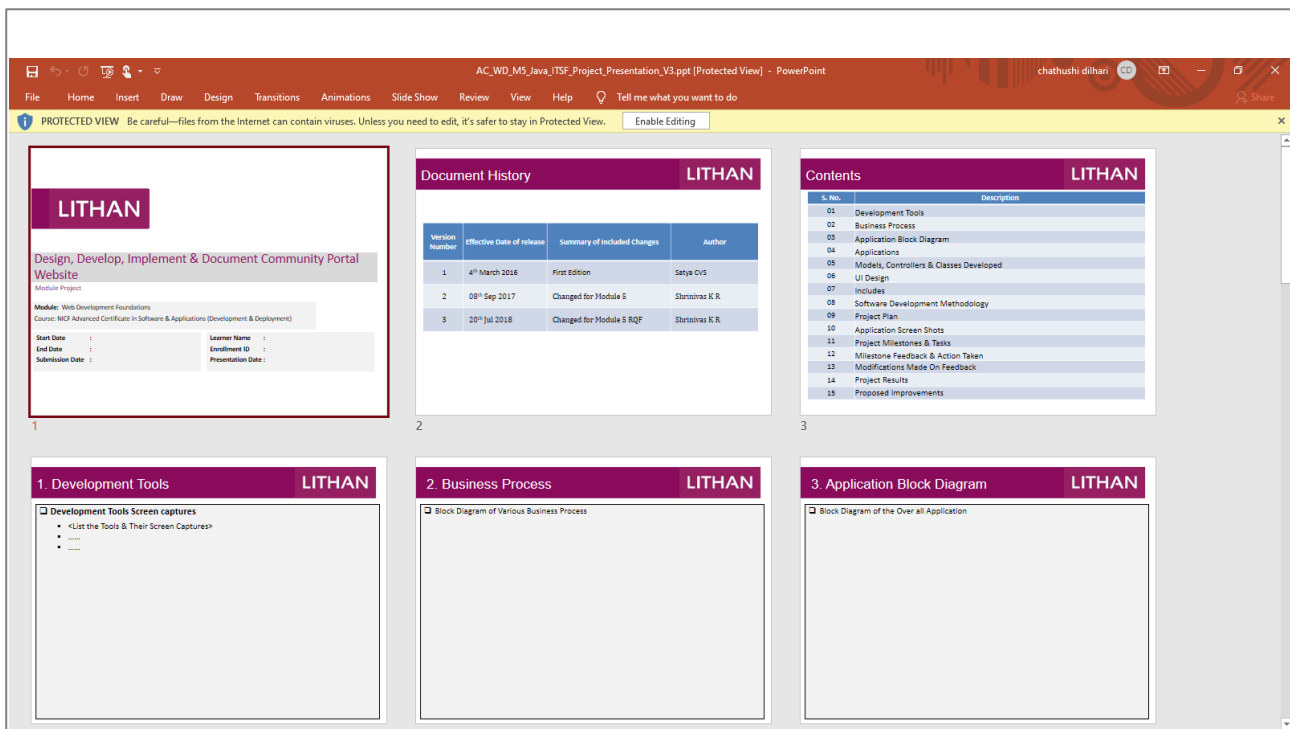 AC_WD_M5_Java_ITSF_Project_Presentation_V3.ppt [Protected View] - PowerPoint
chathushi dilhari CD
File Home Insert Draw Design Transitions Animations Slide Show Review View Help Tell me what you want to do Share
PROTECTED VIEW Be careful—files from the Internet can contain viruses. Unless you need to edit, it's safer to stay in Protected View. Enable Editing
LITHAN
Design, Develop, Implement & Document Community Portal
Website
Module Project
Module: Web Development Foundations
Course: NICF Advanced Certificate in Software & Applications (Development & Deployment)
Start Date : Learner Name :
End Date : Enrollment ID :
Submission Date : Presentation Date :
1
Document History LITHAN
Version Number Effective Date of release Summary of Included Changes Author
1 4th March 2016 First Edition Satya CVS
2 08th Sep 2017 Changed for Module 5 Shrinivas K R
3 20th Jul 2018 Changed for Module 5 RQF Shrinivas K R
2
Contents LITHAN
S. No. Description
01 Development Tools
02 Business Process
03 Application Block Diagram
04 Applications
05 Models, Controllers & Classes Developed
06 UI Design
07 Includes
08 Software Development Methodology
09 Project Plan
10 Application Screen Shots
11 Project Milestones & Tasks
12 Milestone Feedback & Action Taken
13 Modifications Made On Feedback
14 Project Results
15 Proposed Improvements
3
1. Development Tools LITHAN
Development Tools Screen captures
• <List the Tools & Their Screen Captures>
• ......
• ......
2. Business Process LITHAN
Block Diagram of Various Business Process
3. Application Block Diagram LITHAN
Block Diagram of the Over all Application